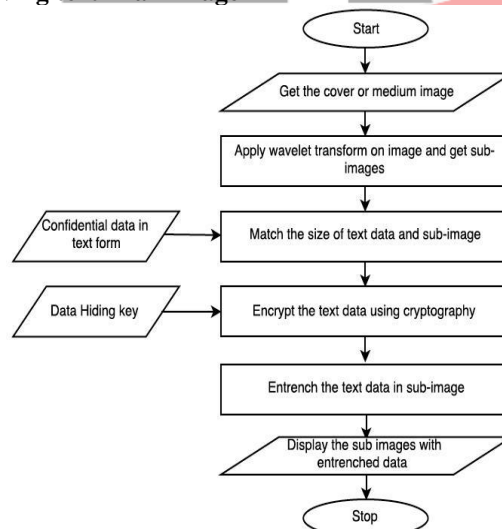 Start
Get the cover or medium image
Apply wavelet transform on image and get sub-
images
Confidential data in
text form
Match the size of text data and sub-image
Data Hiding key
Encrypt the text data using cryptography
Entrench the text data in sub-image
Display the sub images with
entrenched data
Stop